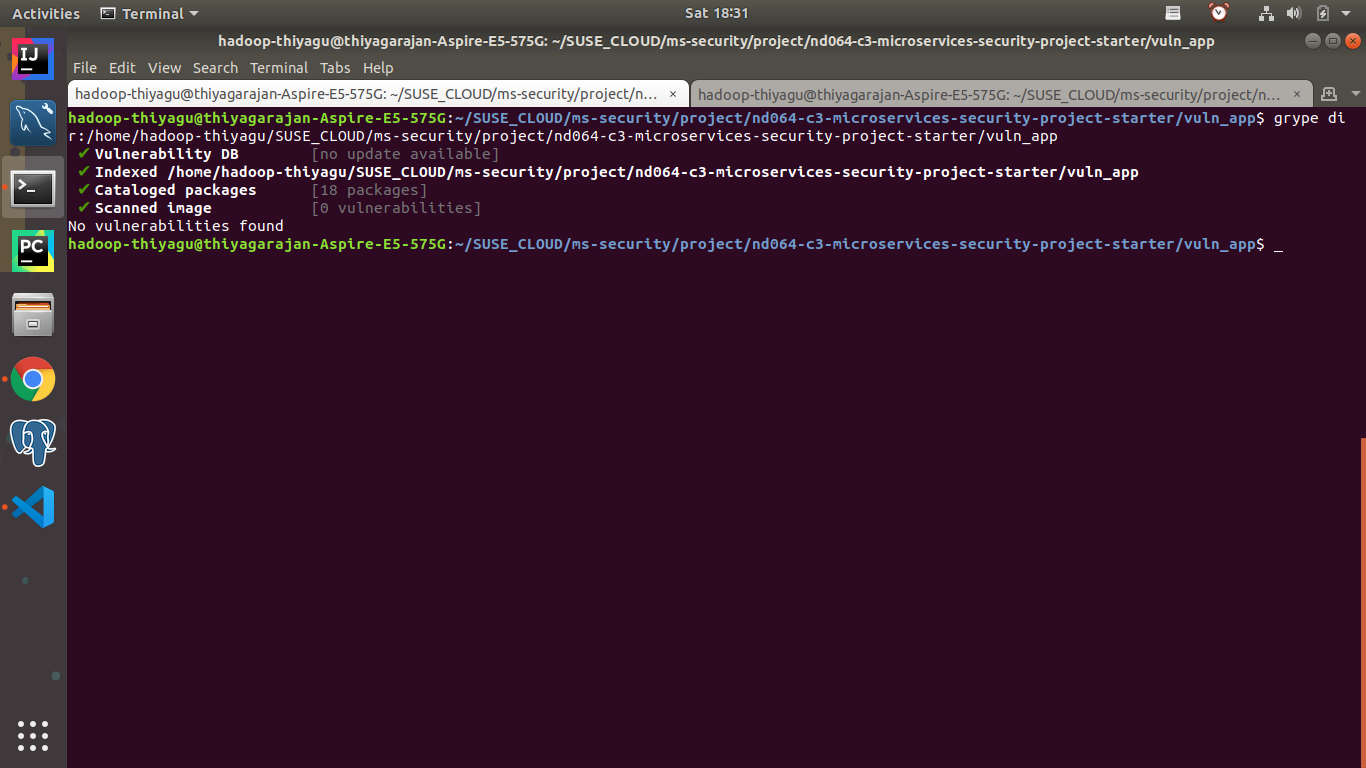 Activities Terminal Sat 18:31
hadoop-thiyagu@thiyagarajan-Aspire-E5-575G: ~/SUSE_CLOUD/ms-security/project/nd064-c3-microservices-security-project-starter/vuln_app
File Edit View Search Terminal Tabs Help
hadoop-thiyagu@thiyagarajan-Aspire-E5-575G: ~/SUSE_CLOUD/ms-security/project/n... × hadoop-thiyagu@thiyagarajan-Aspire-E5-575G: ~/SUSE_CLOUD/ms-security/project/n... ×
hadoop-thiyagu@thiyagarajan-Aspire-E5-575G:~/SUSE_CLOUD/ms-security/project/nd064-c3-microservices-security-project-starter/vuln_app$ grype di
r:/home/hadoop-thiyagu/SUSE_CLOUD/ms-security/project/nd064-c3-microservices-security-project-starter/vuln_app
✔ Vulnerability DB [no update available]
✔ Indexed /home/hadoop-thiyagu/SUSE_CLOUD/ms-security/project/nd064-c3-microservices-security-project-starter/vuln_app
✔ Cataloged packages [18 packages]
✔ Scanned image [0 vulnerabilities]
No vulnerabilities found
hadoop-thiyagu@thiyagarajan-Aspire-E5-575G:~/SUSE_CLOUD/ms-security/project/nd064-c3-microservices-security-project-starter/vuln_app$ _
IJ
>_
PC